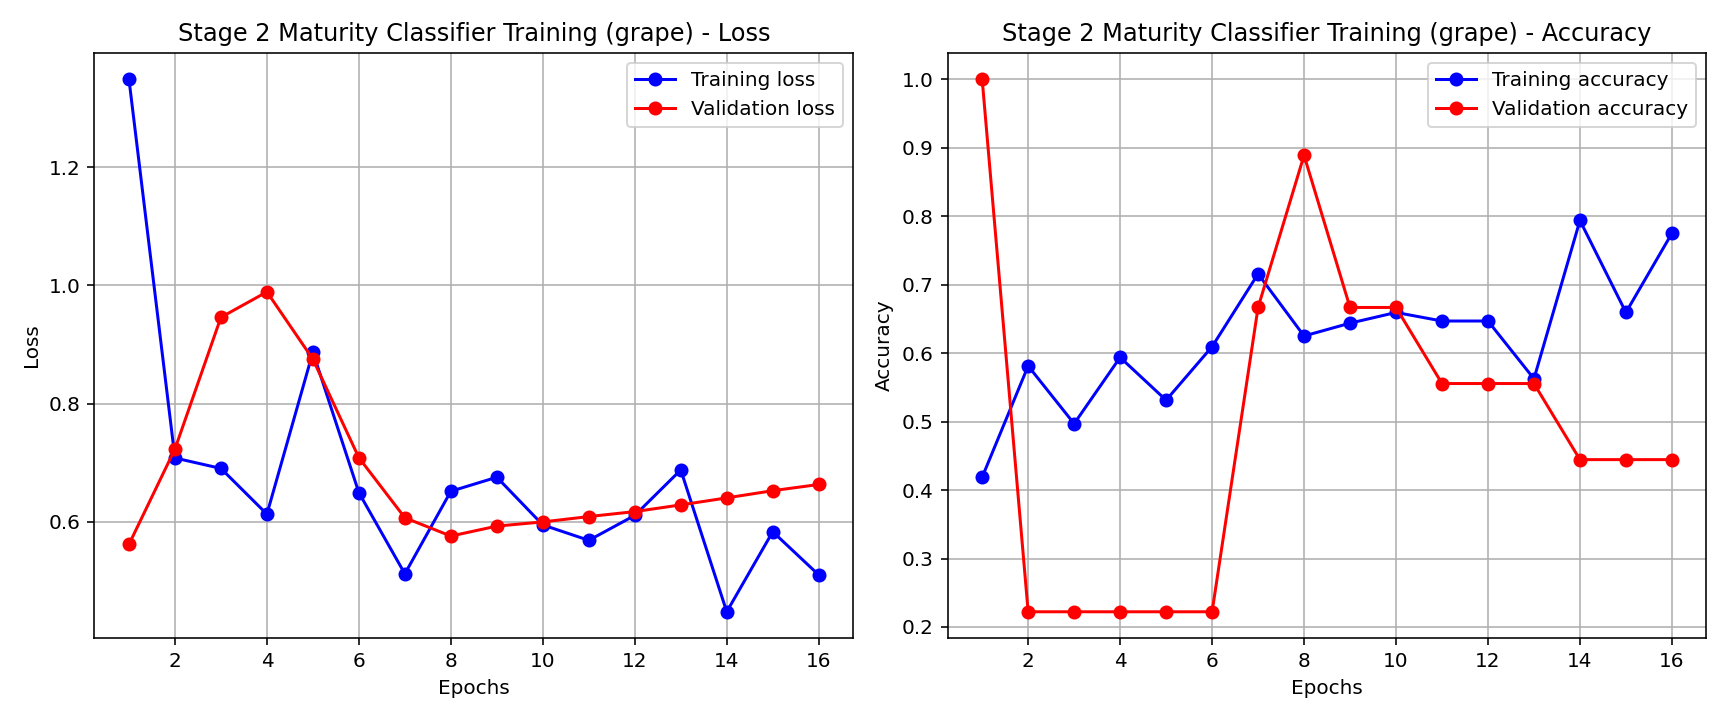 Stage 2 Maturity Classifier Training (grape) - Loss
Training loss
Validation loss
1.2
1.0
0.8
0.6
Loss
2 4 6 8 10 12 14 16
Epochs
Stage 2 Maturity Classifier Training (grape) - Accuracy
Training accuracy
Validation accuracy
1.0
0.9
0.8
0.7
0.6
0.5
0.4
0.3
0.2
Accuracy
2 4 6 8 10 12 14 16
Epochs